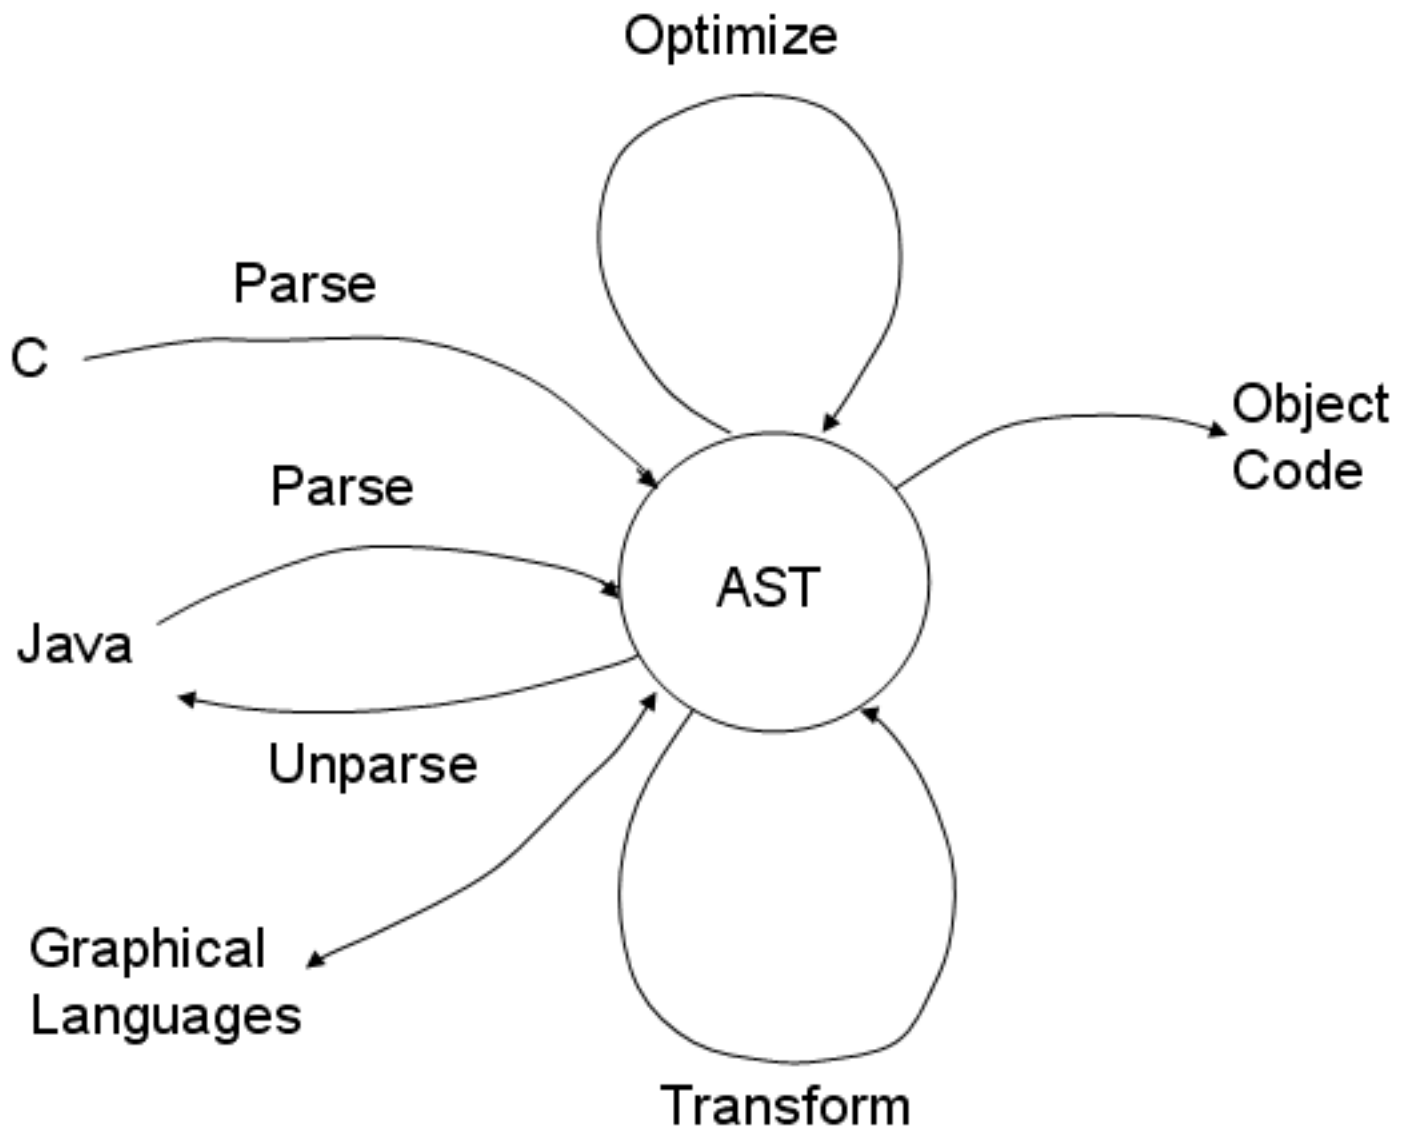 Optimize
Parse
C
Object
Code
Parse
AST
Java
Unparse
Graphical
Languages
Transform